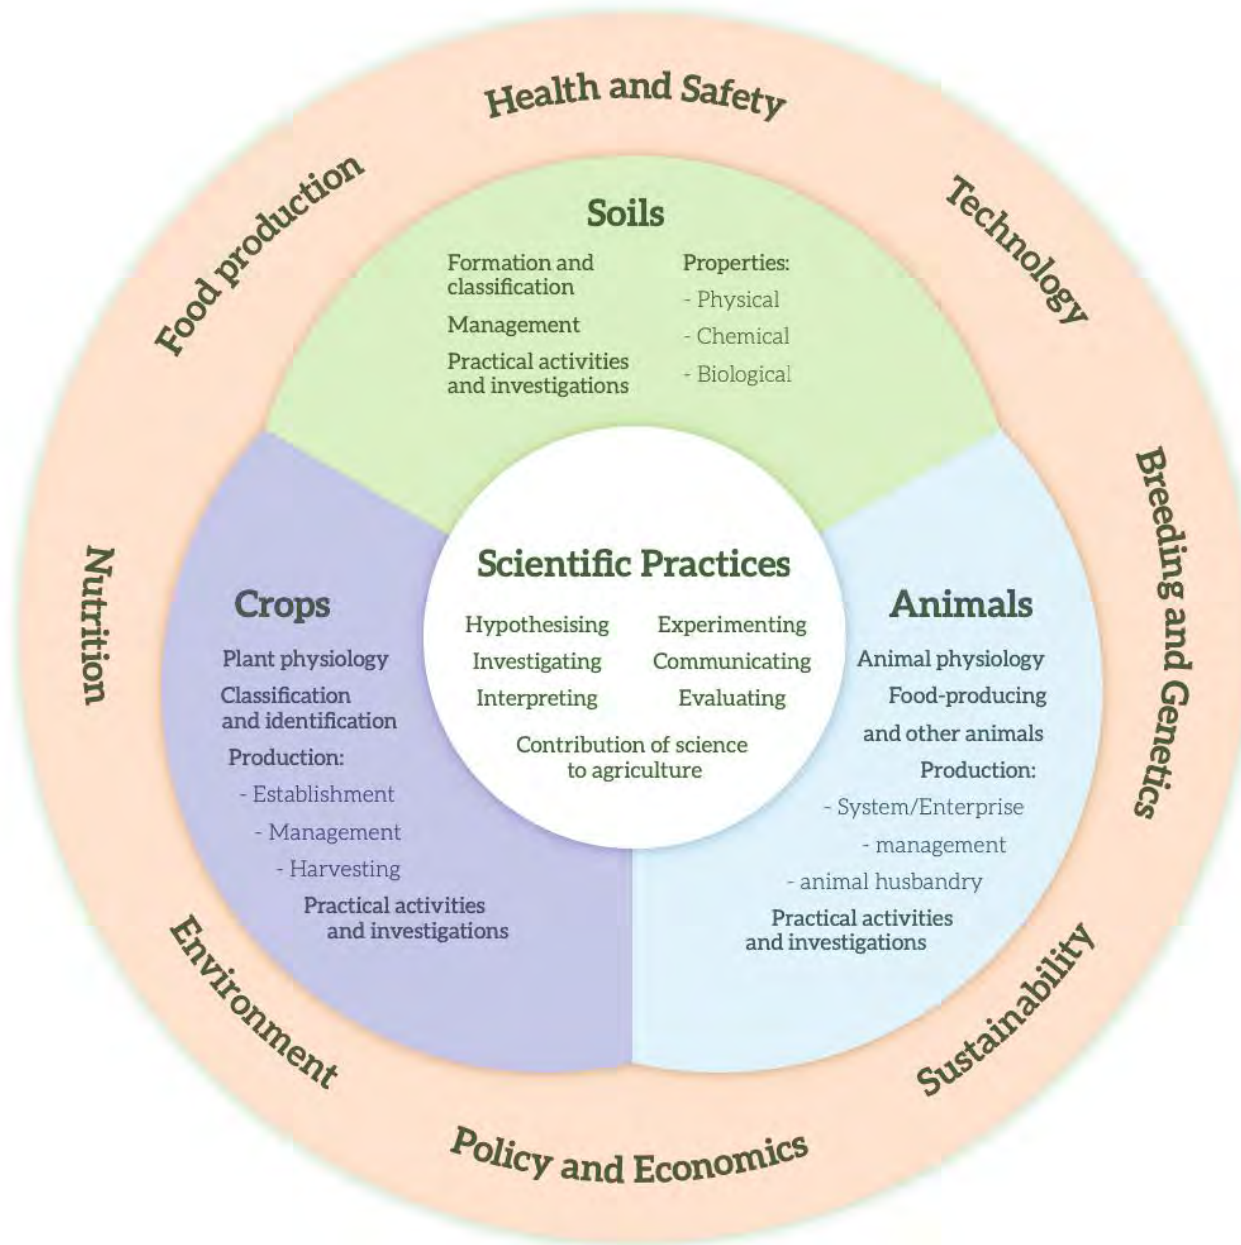 Health and Safety
Food production
Technology
Soils
Formation and
classification
Management
Practical activities
and investigations
Properties:
- Physical
- Chemical
- Biological
Breeding and Genetics
Nutrition
Scientific Practices
Hypothesising
Experimenting
Investigating
Communicating
Interpreting
Evaluating
Contribution of science
to agriculture
Crops
Plant physiology
Classification
and identification
Production:
- Establishment
- Management
- Harvesting
Practical activities
and investigations
Animals
Animal physiology
Food-producing
and other animals
Production:
- System/Enterprise
- management
- animal husbandry
Practical activities
and investigations
Environment
Sustainability
Policy and Economics